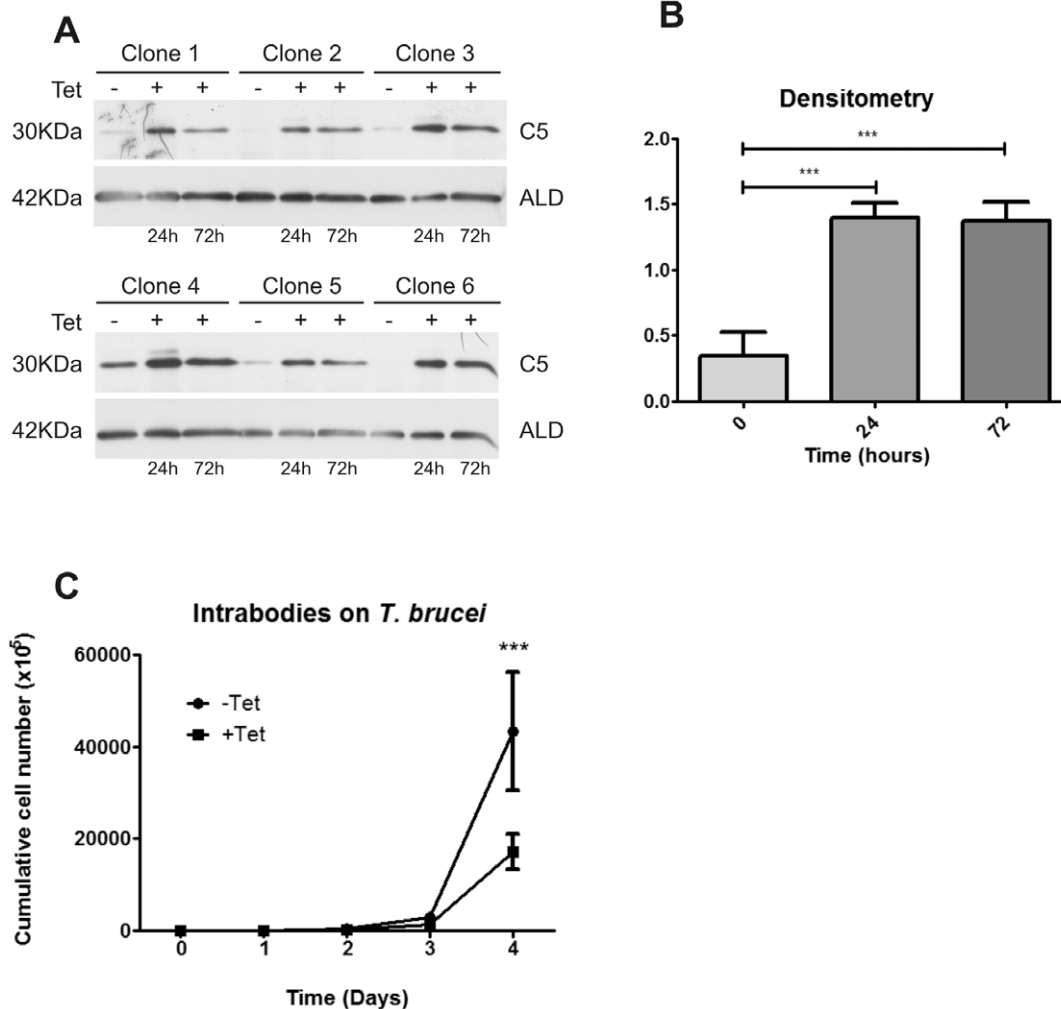 A
Clone 1 Clone 2 Clone 3
Tet - + + - + + - + +
30KDa C5
42KDa ALD
24h 72h 24h 72h 24h 72h
Clone 4 Clone 5 Clone 6
Tet - + + - + + - + +
30KDa C5
42KDa ALD
24h 72h 24h 72h 24h 72h
B
Densitometry
2.0
1.5
1.0
0.5
0.0
***
***
0 24 72
Time (hours)
C
Intrabodies on T. brucei
Cumulative cell number (x10⁵)
60000
40000
20000
0
***
-Tet
+Tet
0 1 2 3 4
Time (Days)